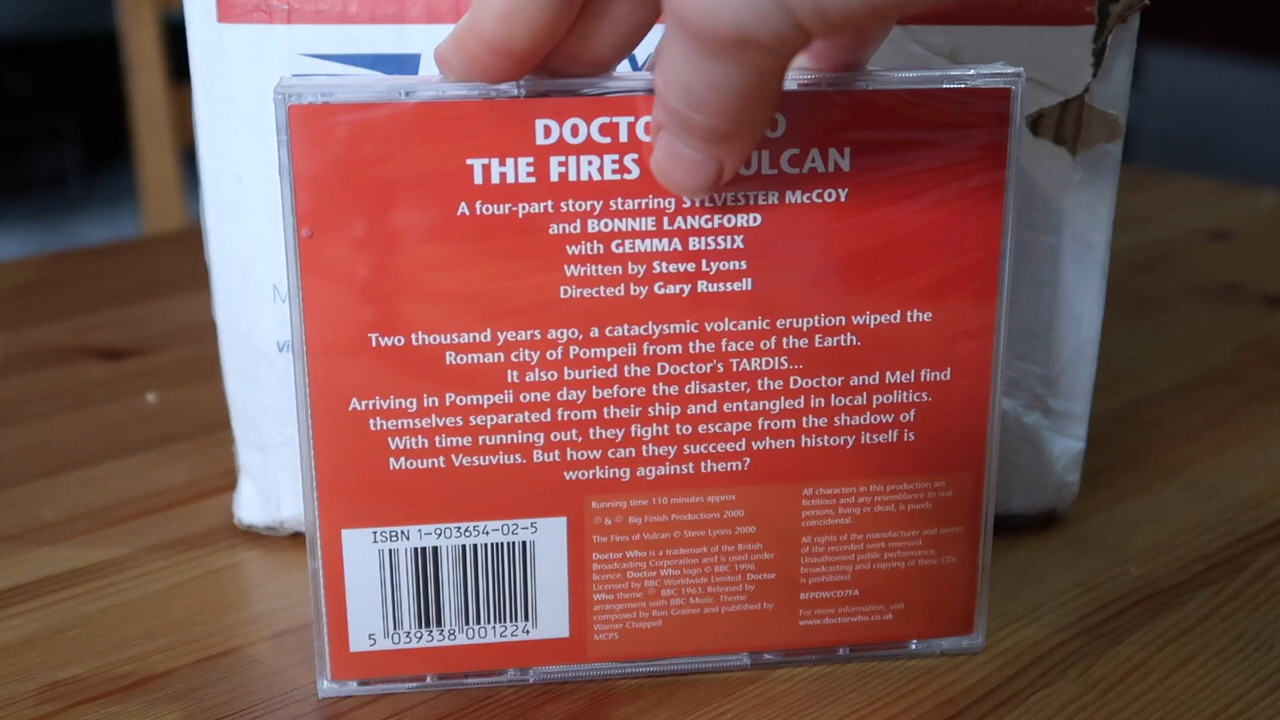 DOCTO O
THE FIRES ULCAN
A four-part story starring SYLVESTER McCOY
and BONNIE LANGFORD
with GEMMA BISSIX
Written by Steve Lyons
Directed by Gary Russell
Two thousand years ago, a cataclysmic volcanic eruption wiped the
Roman city of Pompeii from the face of the Earth.
It also buried the Doctor's TARDIS...
Arriving in Pompeii one day before the disaster, the Doctor and Mel find
themselves separated from their ship and entangled in local politics.
With time running out, they fight to escape from the shadow of
Mount Vesuvius. But how can they succeed when history itself is
working against them?
ISBN 1-903654-02-5
5 039338 001224
Running time 110 minutes approx
℗ & © Big Finish Productions 2000
The Fires of Vulcan © Steve Lyons 2000
Doctor Who is a trademark of the British
Broadcasting Corporation and is used under
licence. Doctor Who logo © BBC 1996.
Licensed by BBC Worldwide Limited. Doctor
Who theme ℗ BBC 1963. Released by
arrangement with BBC Music. Theme
composed by Ron Grainer and published by
Warner Chappell
MCPS
All characters in this production are
fictitious and any resemblance to real
persons, living or dead, is purely
coincidental.
All rights of the manufacturer and owner
of the recorded work reserved.
Unauthorised public performance,
broadcasting and copying of these CDs
is prohibited.
BFPDWCD7FA
For more information, visit
www.doctorwho.co.uk